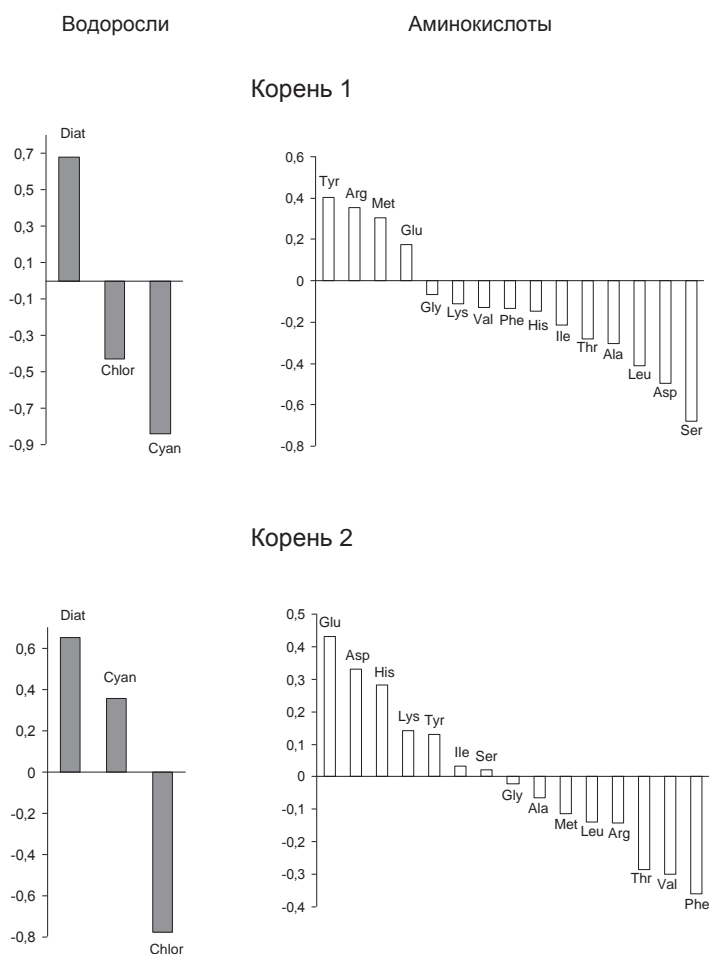 Водоросли Аминокислоты
Корень 1
Diat
0,7
0,5
0,3
0,1
-0,1
-0,3
-0,5
-0,7
-0,9
Chlor
Cyan
0,6
0,4
0,2
0
-0,2
-0,4
-0,6
-0,8
Tyr
Arg
Met
Glu
Gly
Lys
Val
Phe
His
Ile
Thr
Ala
Leu
Asp
Ser
Корень 2
Diat
Cyan
0,6
0,4
0,2
0
-0,2
-0,4
-0,6
-0,8
Chlor
0,5
0,4
0,3
0,2
0,1
0
-0,1
-0,2
-0,3
-0,4
Glu
Asp
His
Lys
Tyr
Ile
Ser
Gly
Ala
Met
Leu
Arg
Thr
Val
Phe